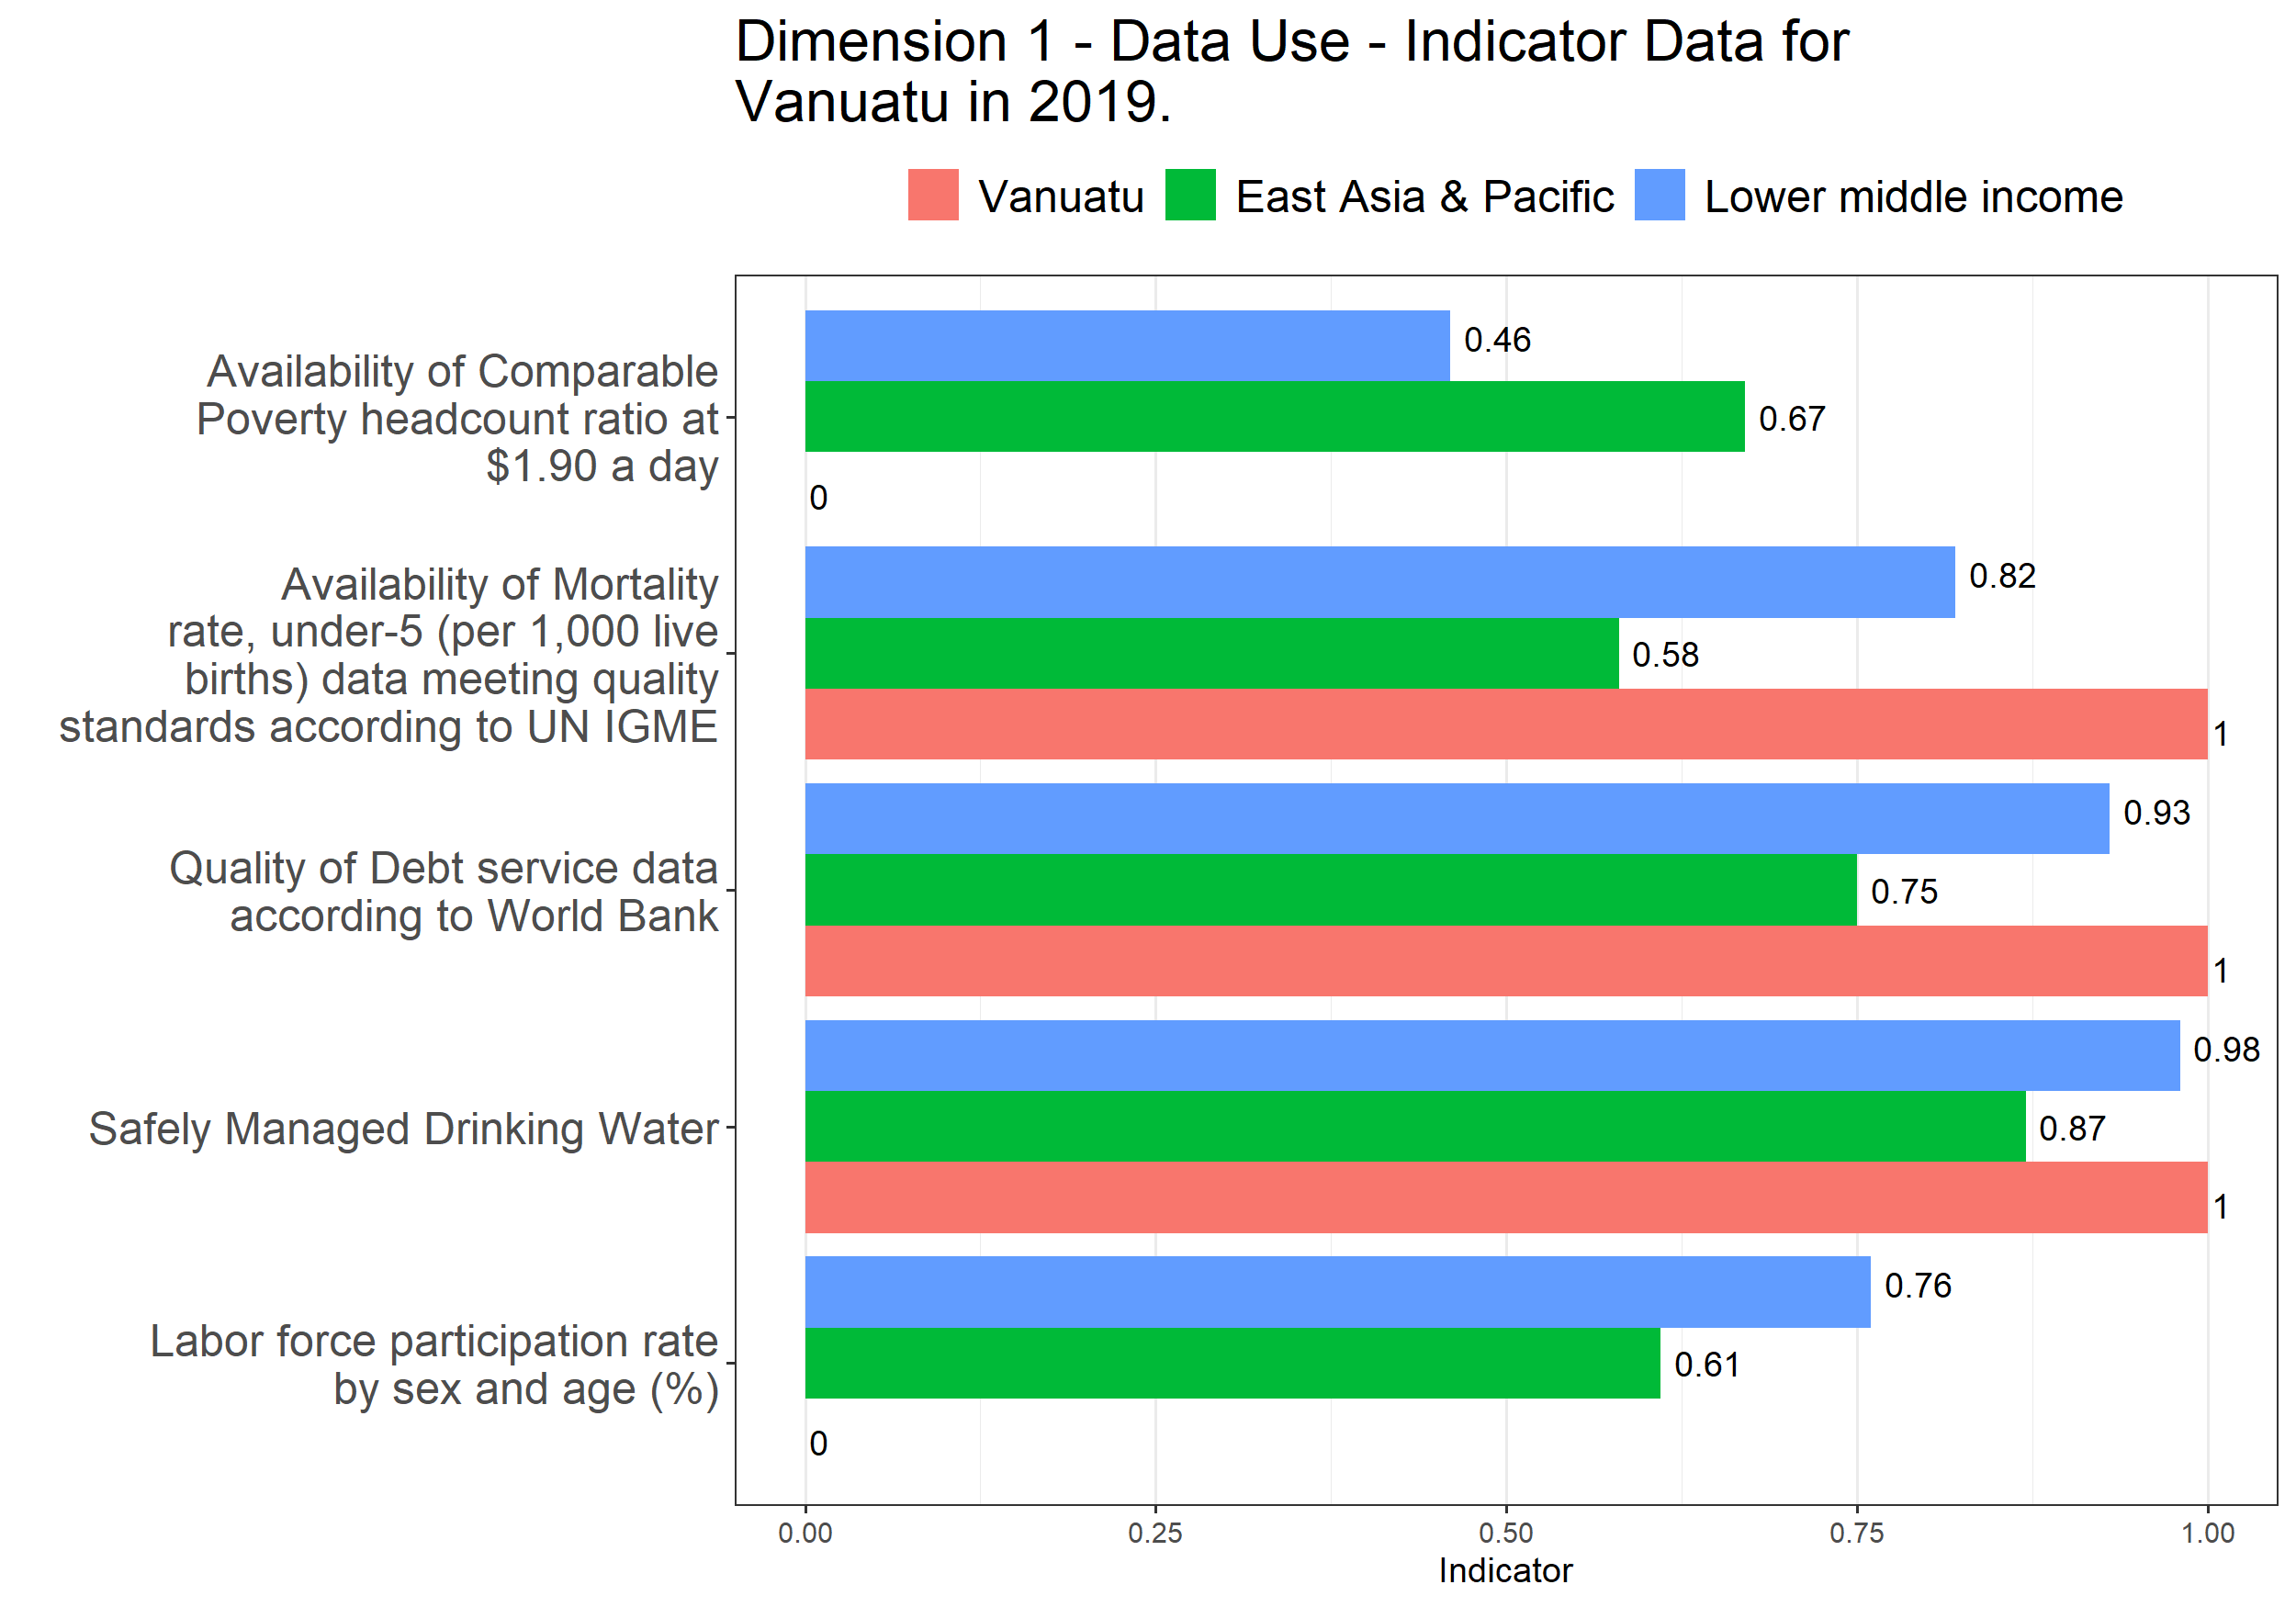 Dimension 1 - Data Use - Indicator Data for
Vanuatu in 2019.
Vanuatu
East Asia & Pacific
Lower middle income
Availability of Comparable
Poverty headcount ratio at
$1.90 a day
0.46
0.67
0
Availability of Mortality
rate, under-5 (per 1,000 live
births) data meeting quality
standards according to UN IGME
0.82
0.58
1
Quality of Debt service data
according to World Bank
0.93
0.75
1
Safely Managed Drinking Water
0.98
0.87
1
Labor force participation rate
by sex and age (%)
0.76
0.61
0
0.00
0.25
0.50
0.75
1.00
Indicator